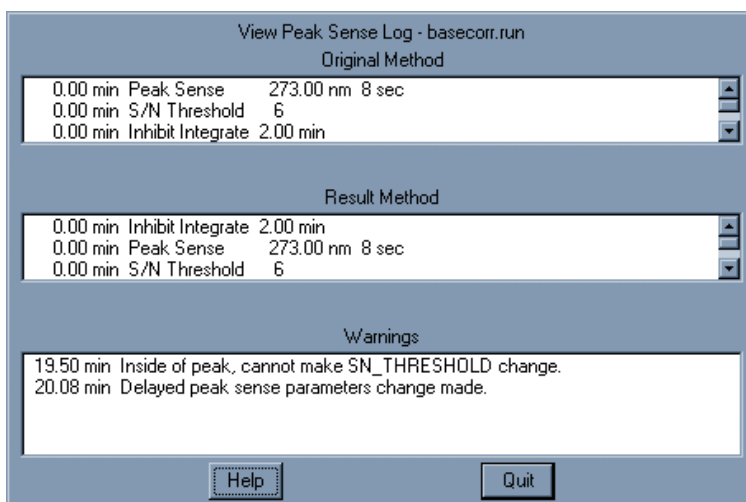 View Peak Sense Log - basecorr.run
Original Method
0.00 min Peak Sense 273.00 nm 8 sec
0.00 min S/N Threshold 6
0.00 min Inhibit Integrate 2.00 min
Result Method
0.00 min Inhibit Integrate 2.00 min
0.00 min Peak Sense 273.00 nm 8 sec
0.00 min S/N Threshold 6
Warnings
19.50 min Inside of peak, cannot make SN_THRESHOLD change.
20.08 min Delayed peak sense parameters change made.
Help Quit